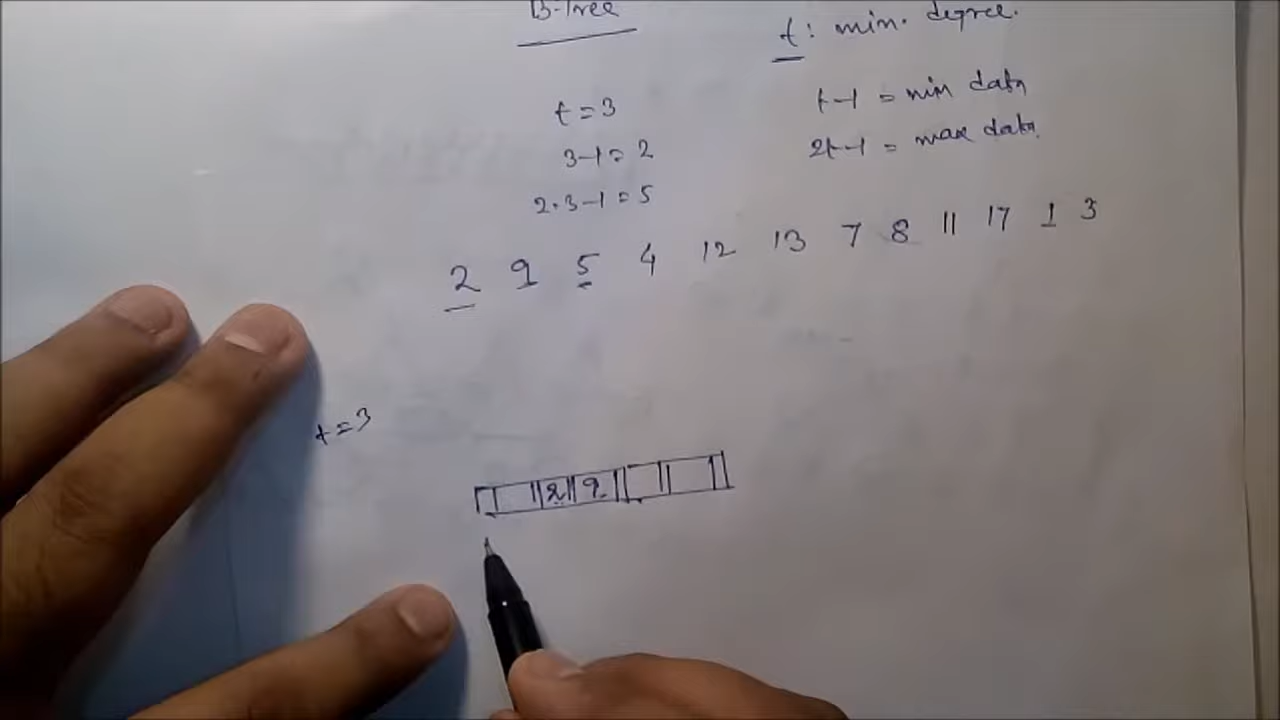 B-Tree
t : min. degree.
t = 3
t-1 = min data
3-1 = 2
2t-1 = max data.
2.3-1 = 5
2 9 5 4 12 13 7 8 11 17 1 3
t = 3
2 9